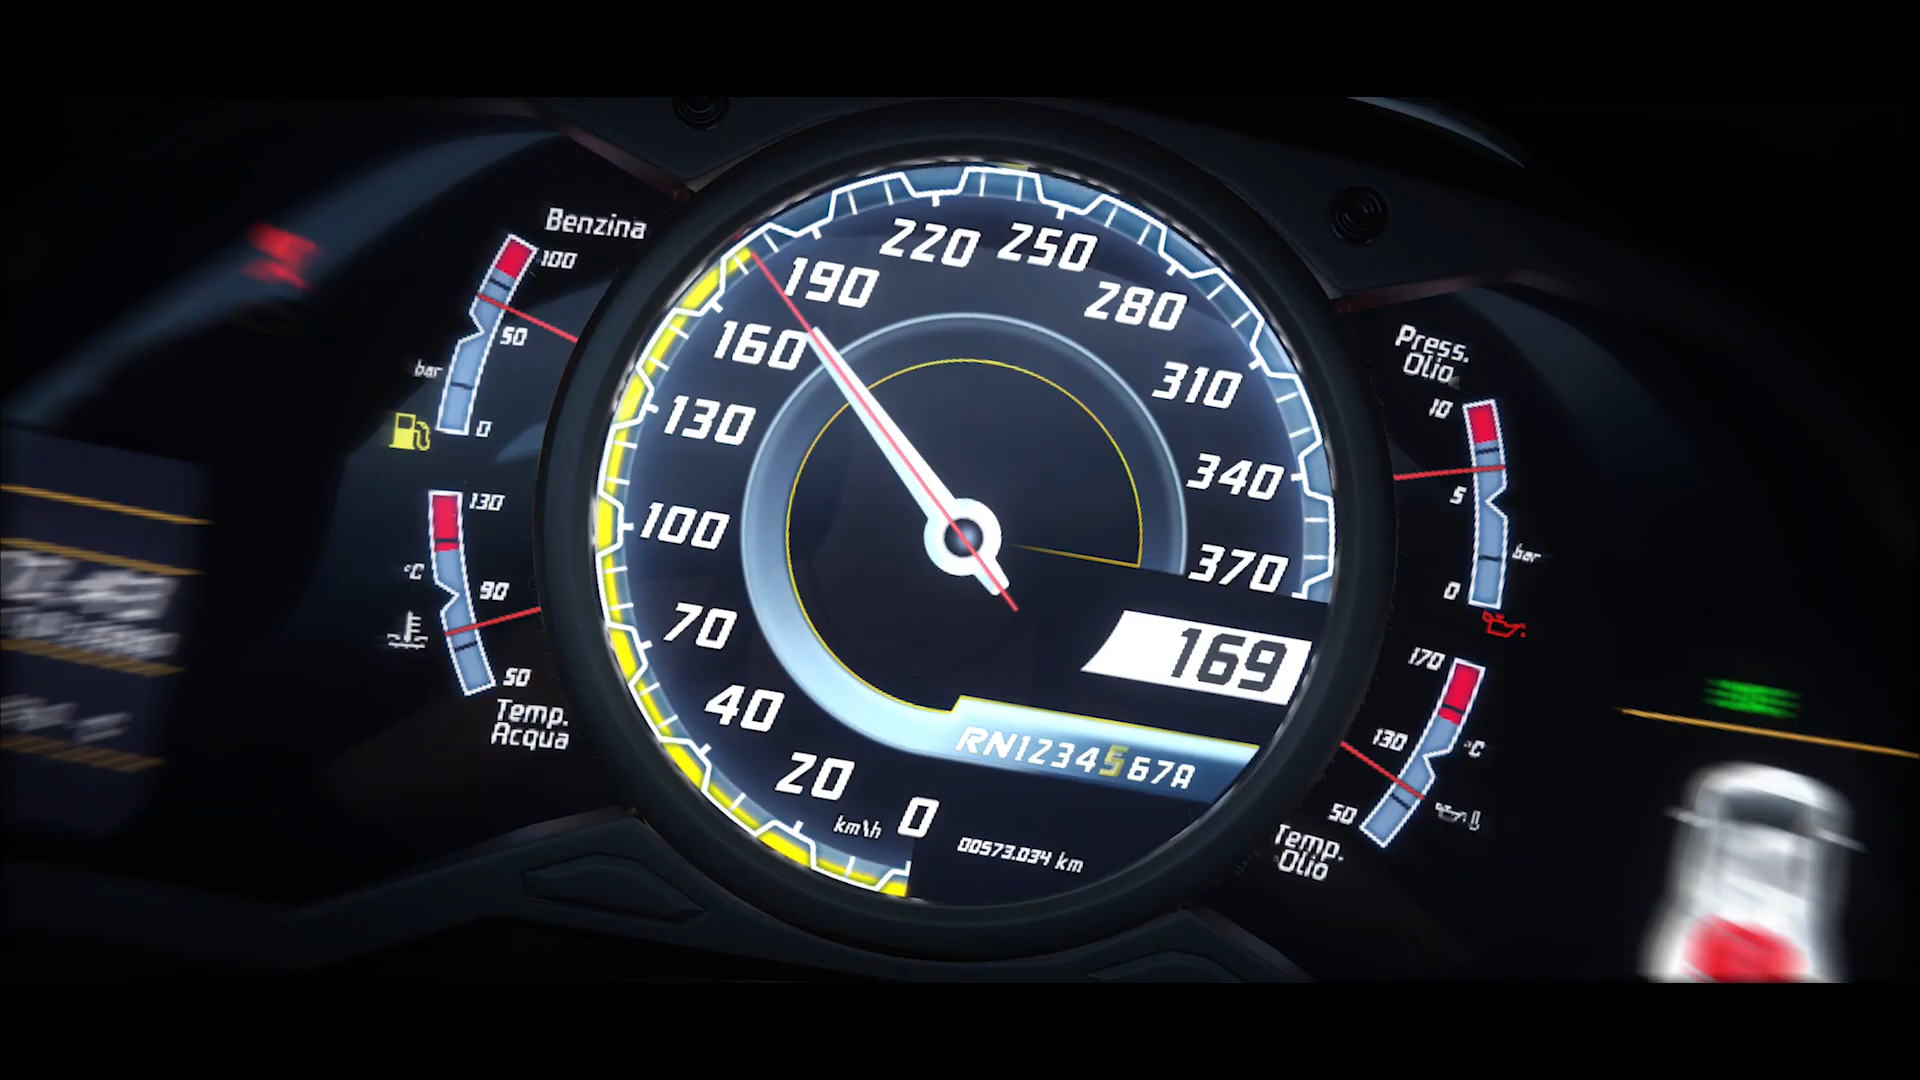 Benzina
100
50
bar
0
130
°C
90
50
Temp.
Acqua
0
20
40
70
100
130
160
190
220
250
280
310
340
370
km\h
169
RN1234567A
00573.034 km
Press.
Olio
10
5
bar
0
170
130
°C
50
Temp.
Olio